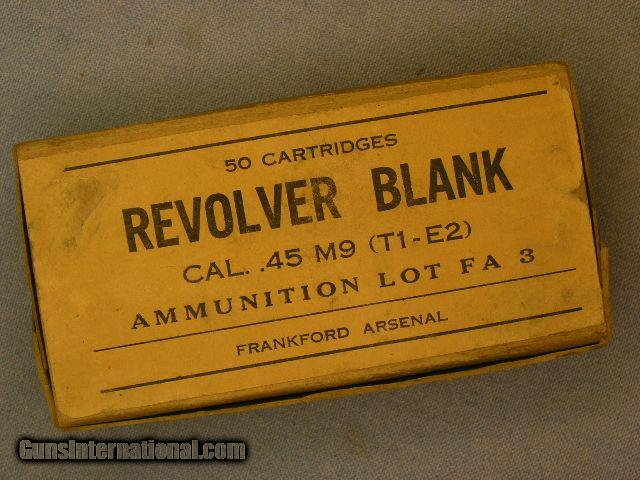 50 CARTRIDGES
REVOLVER BLANK
CAL. .45 M9 (T1-E2)
AMMUNITION LOT FA 3
FRANKFORD ARSENAL
GunsInternational.com